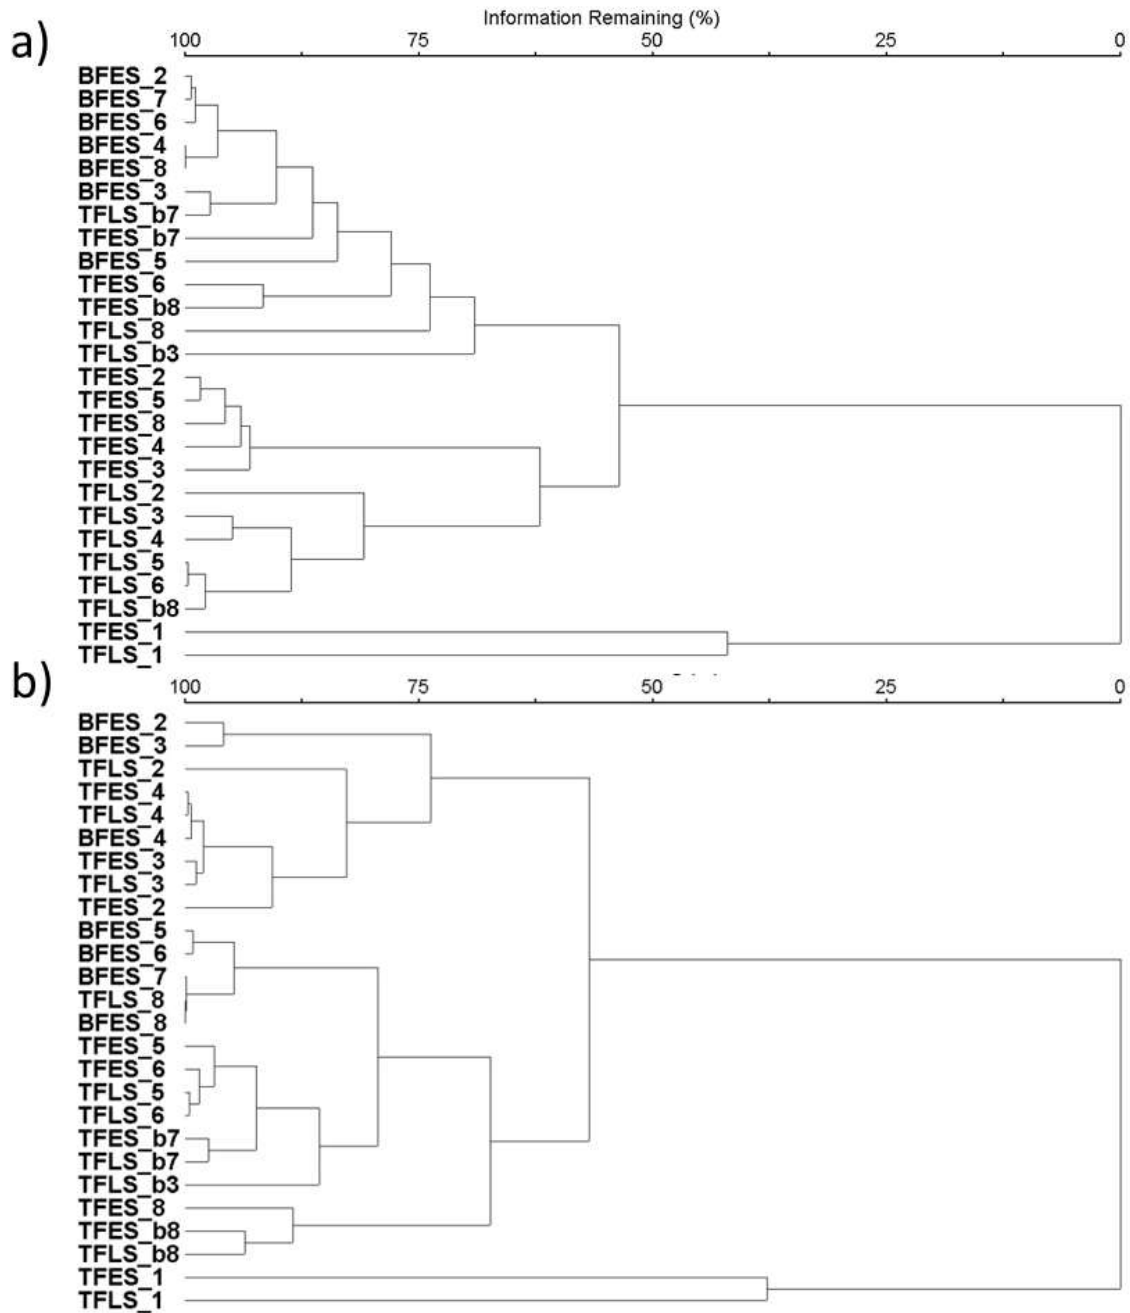 Information Remaining (%)
a)
100 75 50 25 0
BFES_2
BFES_7
BFES_6
BFES_4
BFES_8
BFES_3
TFLS_b7
TFES_b7
BFES_5
TFES_6
TFES_b8
TFLS_8
TFLS_b3
TFES_2
TFES_5
TFES_8
TFES_4
TFES_3
TFLS_2
TFLS_3
TFLS_4
TFLS_5
TFLS_6
TFLS_b8
TFES_1
TFLS_1
b)
100 75 50 25 0
BFES_2
BFES_3
TFLS_2
TFES_4
TFLS_4
BFES_4
TFES_3
TFLS_3
TFES_2
BFES_5
BFES_6
BFES_7
TFLS_8
BFES_8
TFES_5
TFES_6
TFLS_5
TFLS_6
TFES_b7
TFLS_b7
TFLS_b3
TFES_8
TFES_b8
TFLS_b8
TFES_1
TFLS_1